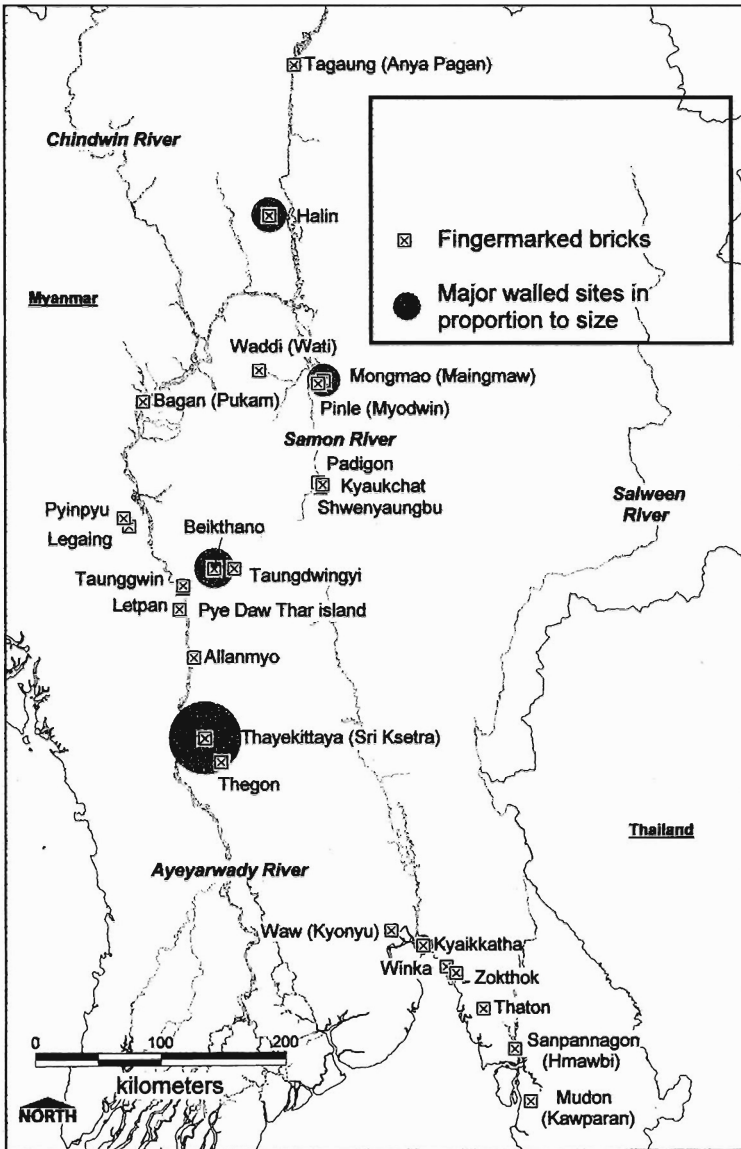 Tagaung (Anya Pagan)
Chindwin River
Halin
Fingermarked bricks
Major walled sites in
proportion to size
Myanmar
Waddi (Wati)
Mongmao (Maingmaw)
Bagan (Pukam)
Pinle (Myodwin)
Samon River
Padigon
Kyaukchat
Shwenyaungbu
Salween
River
Pyinpyu
Legaing
Beikthano
Taunggwin
Taungdwingyi
Letpan
Pye Daw Thar island
Allanmyo
Thayekittaya (Sri Ksetra)
Thegon
Thailand
Ayeyarwady River
Waw (Kyonyu)
Kyaikkatha
Winka
Zokthok
Thaton
Sanpannagon
(Hmawbi)
0 100 200
kilometers
Mudon
(Kawparan)
NORTH